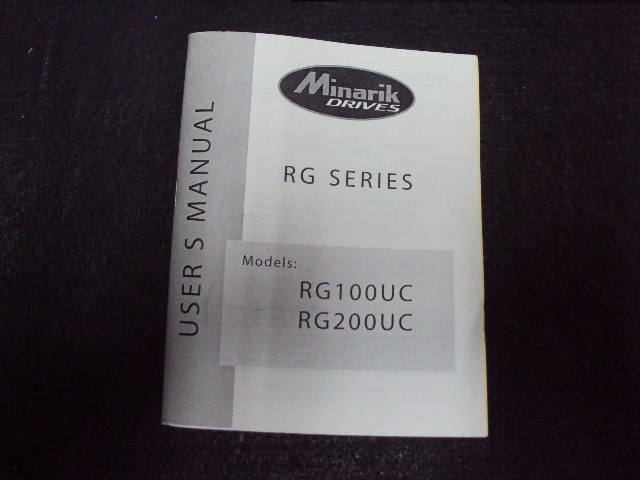 Minarik
DRIVES
RG SERIES
USER S MANUAL
Models:
RG100UC
RG200UC